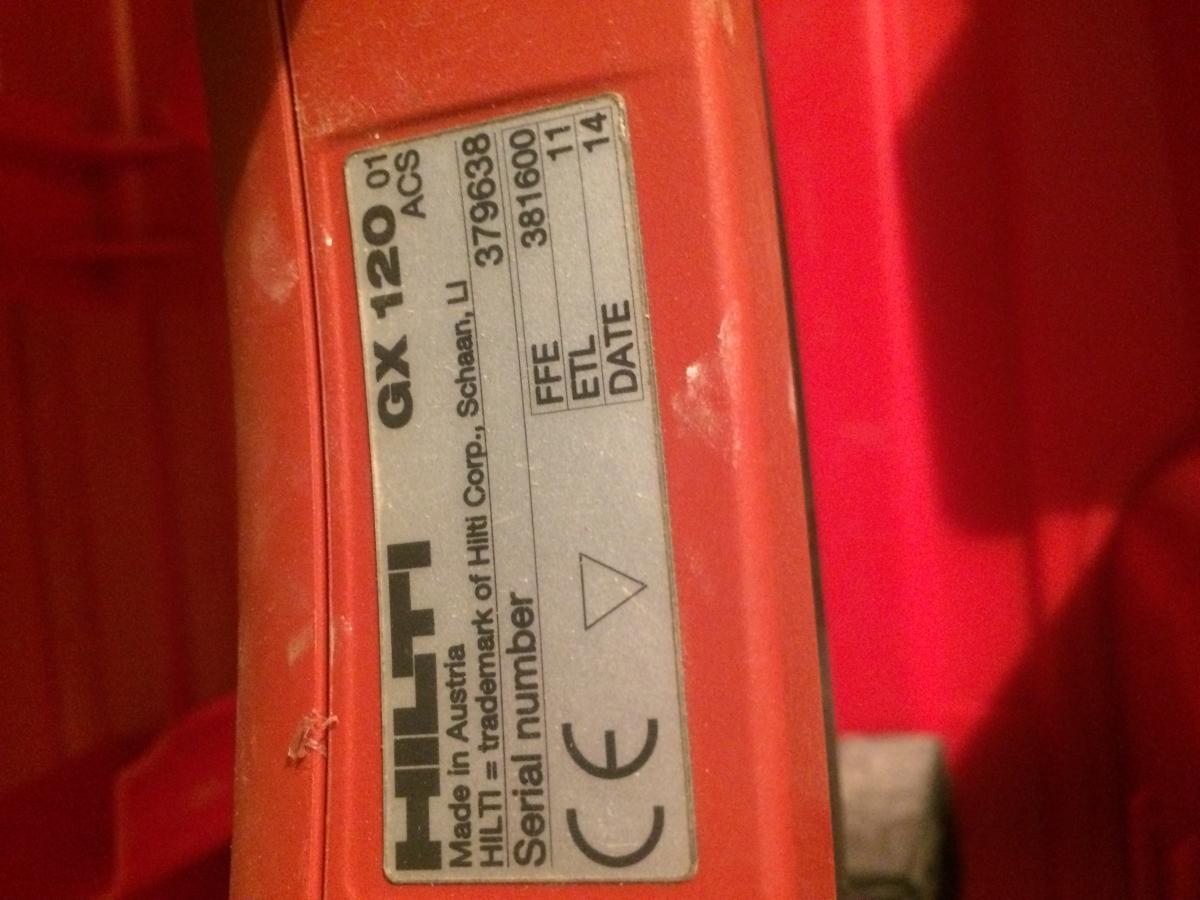 HILTI GX 120 01
ACS
Made in Austria
HILTI = trademark of Hilti Corp., Schaan, LI
Serial number 379638
FFE 381600
ETL 11
DATE 14
CE